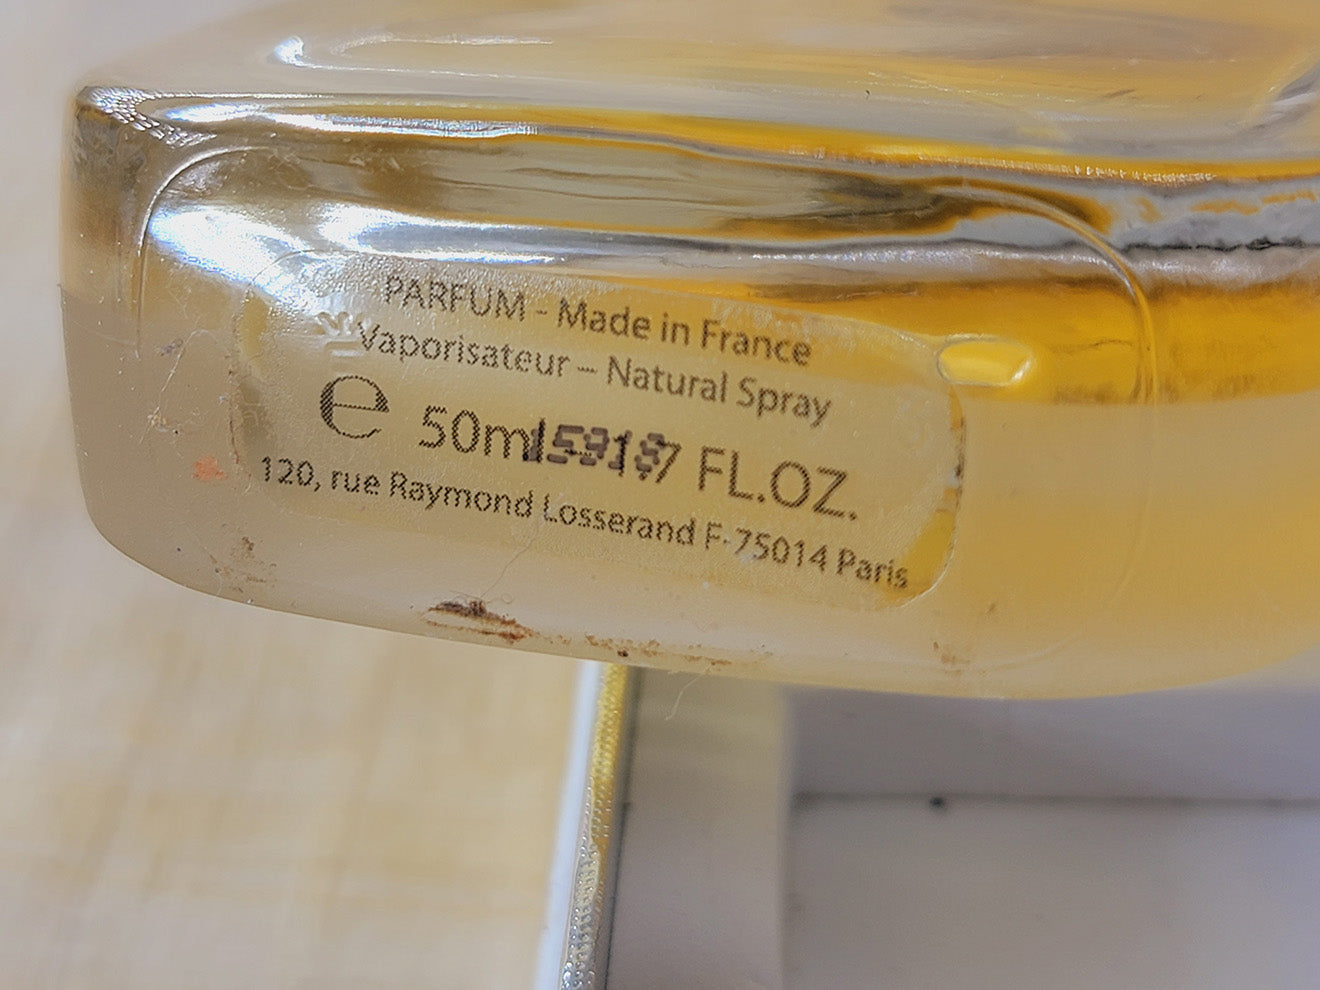 PARFUM - Made in France
Vaporisateur – Natural Spray
℮ 50ml FL.OZ.
120, rue Raymond Losserand F-75014 Paris